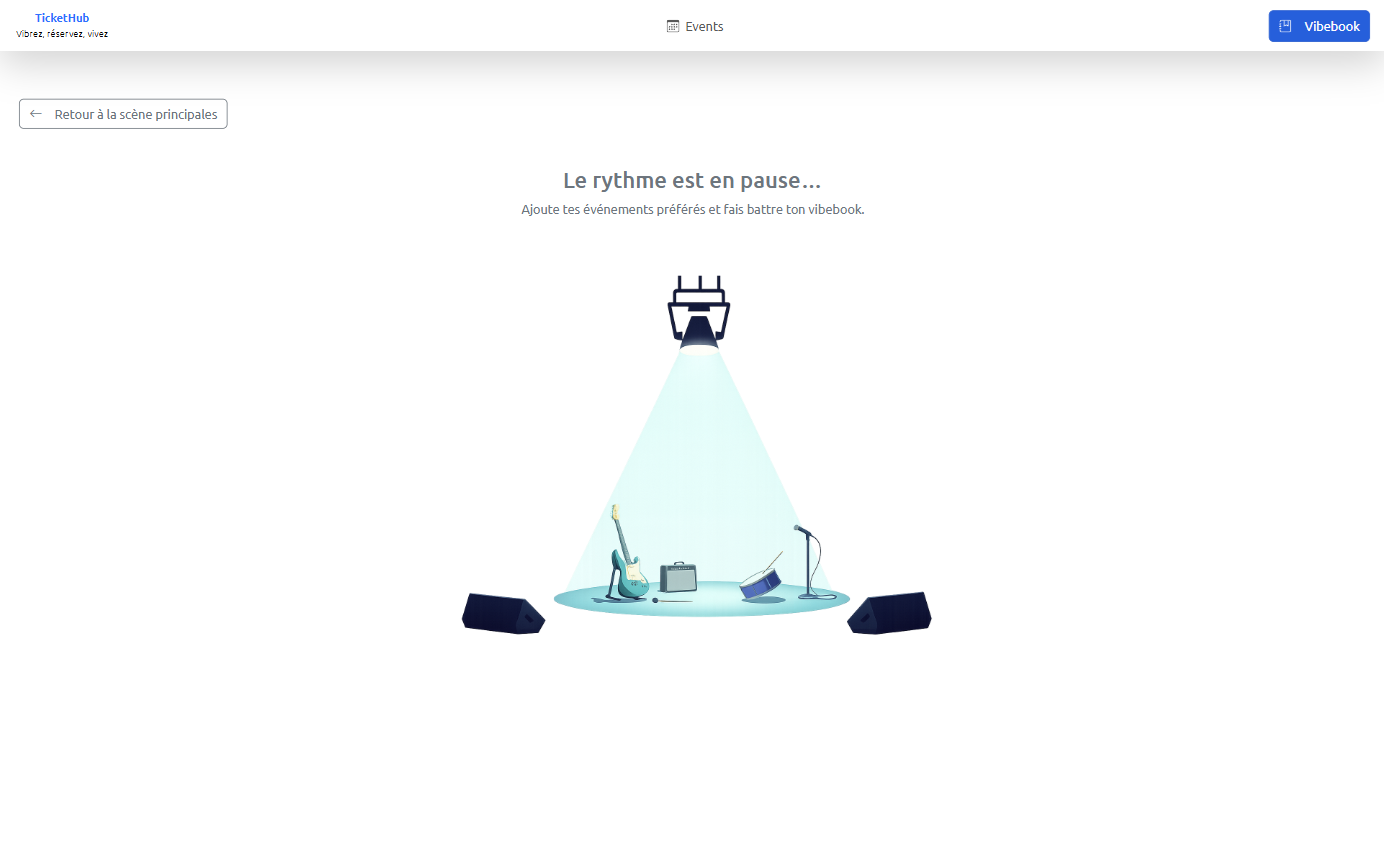 TicketHub
Vibrez, réservez, vivez
Events
Vibebook
Retour à la scène principales
Le rythme est en pause...
Ajoute tes événements préférés et fais battre ton vibebook.